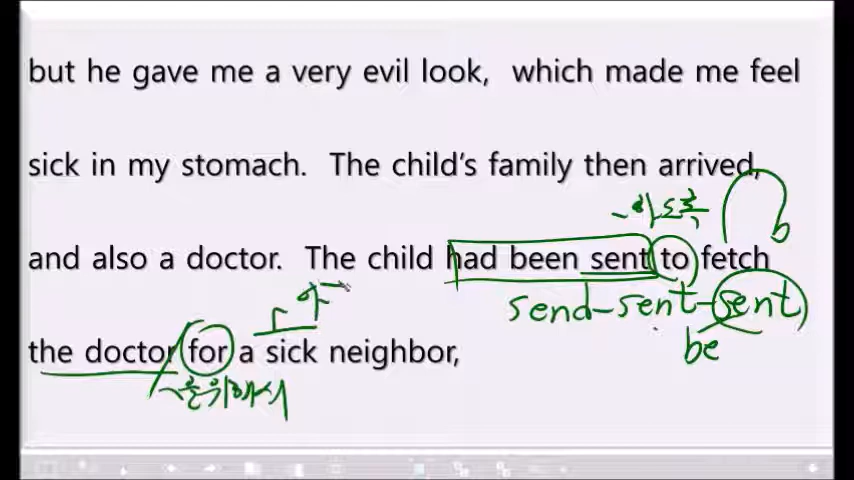 but he gave me a very evil look, which made me feel
sick in my stomach. The child's family then arrived,
~하도록
and also a doctor. The child had been sent to fetch
send-sent-sent
be
the doctor for a sick neighbor,
~을 위해서